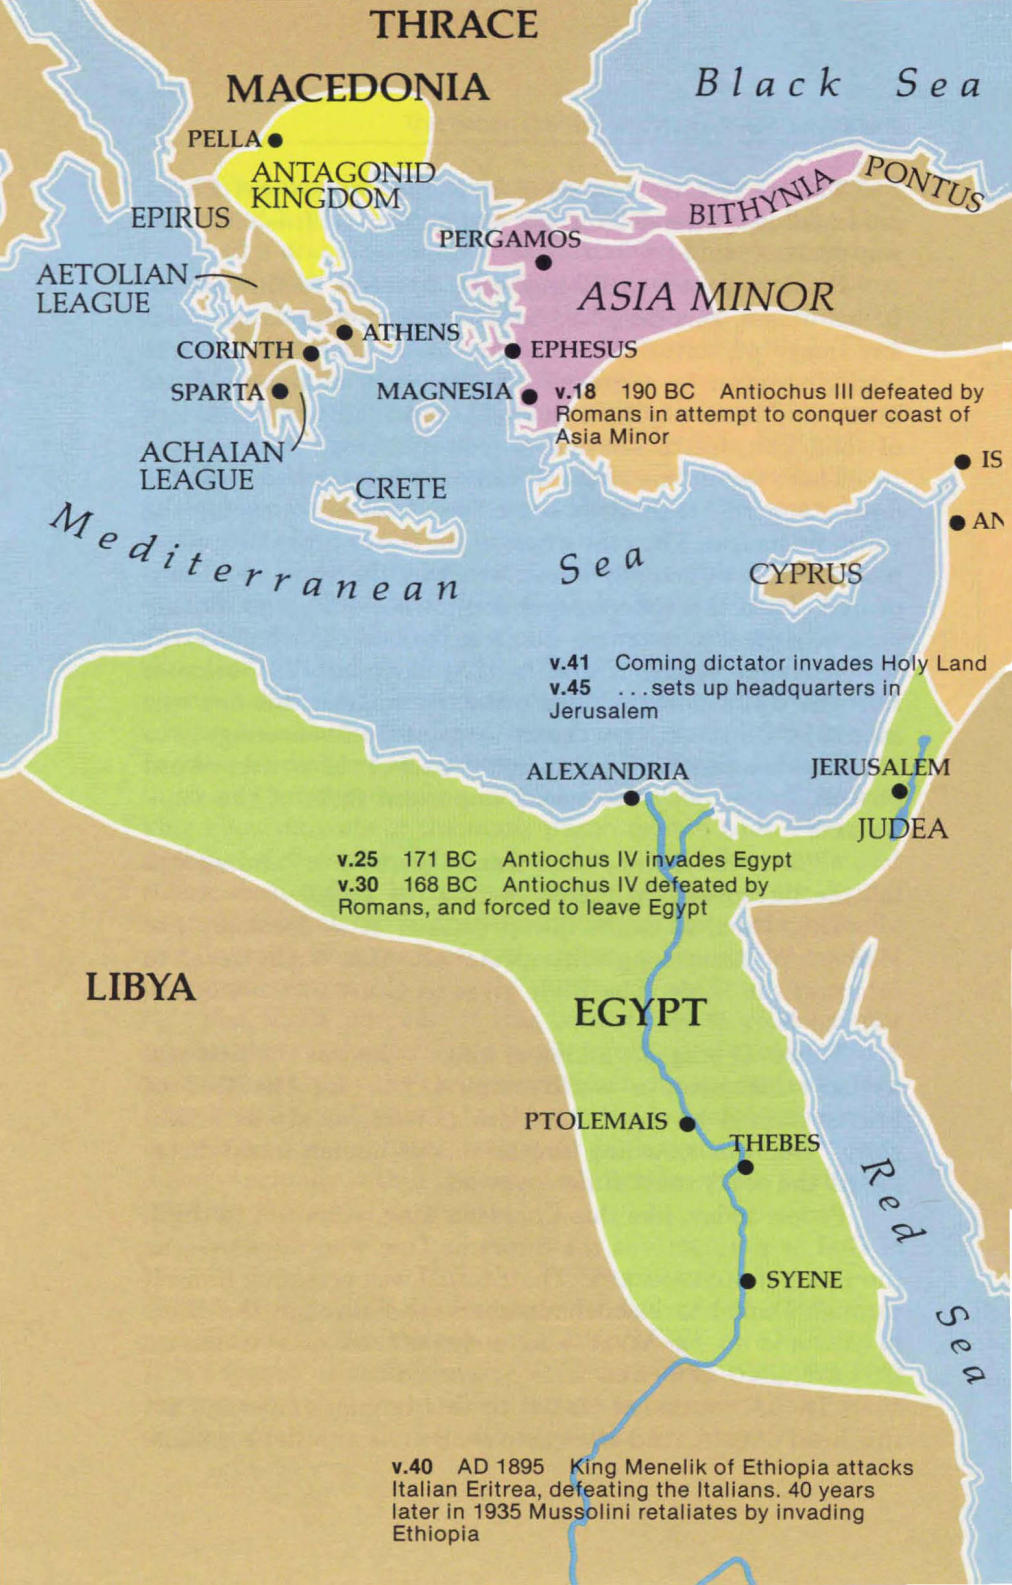 THRACE
MACEDONIA
Black Sea
PELLA
ANTAGONID
KINGDOM
PONTUS
BITHYNIA
EPIRUS
PERGAMOS
AETOLIAN
LEAGUE
ASIA MINOR
ATHENS
CORINTH
EPHESUS
SPARTA
MAGNESIA
v.18 190 BC Antiochus III defeated by
Romans in attempt to conquer coast of
Asia Minor
ACHAIAN
LEAGUE
IS
CRETE
AN
Mediterranean Sea
CYPRUS
v.41 Coming dictator invades Holy Land
v.45 ...sets up headquarters in
Jerusalem
ALEXANDRIA
JERUSALEM
JUDEA
v.25 171 BC Antiochus IV invades Egypt
v.30 168 BC Antiochus IV defeated by
Romans, and forced to leave Egypt
LIBYA
EGYPT
PTOLEMAIS
THEBES
Red Sea
SYENE
v.40 AD 1895 King Menelik of Ethiopia attacks
Italian Eritrea, defeating the Italians. 40 years
later in 1935 Mussolini retaliates by invading
Ethiopia